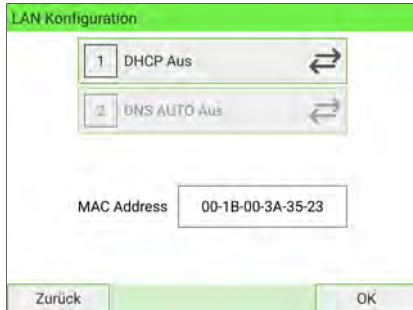 LAN Konfiguration
1 DHCP Aus
2 DNS AUTO Aus
MAC Address 00-1B-00-3A-35-23
Zurück OK